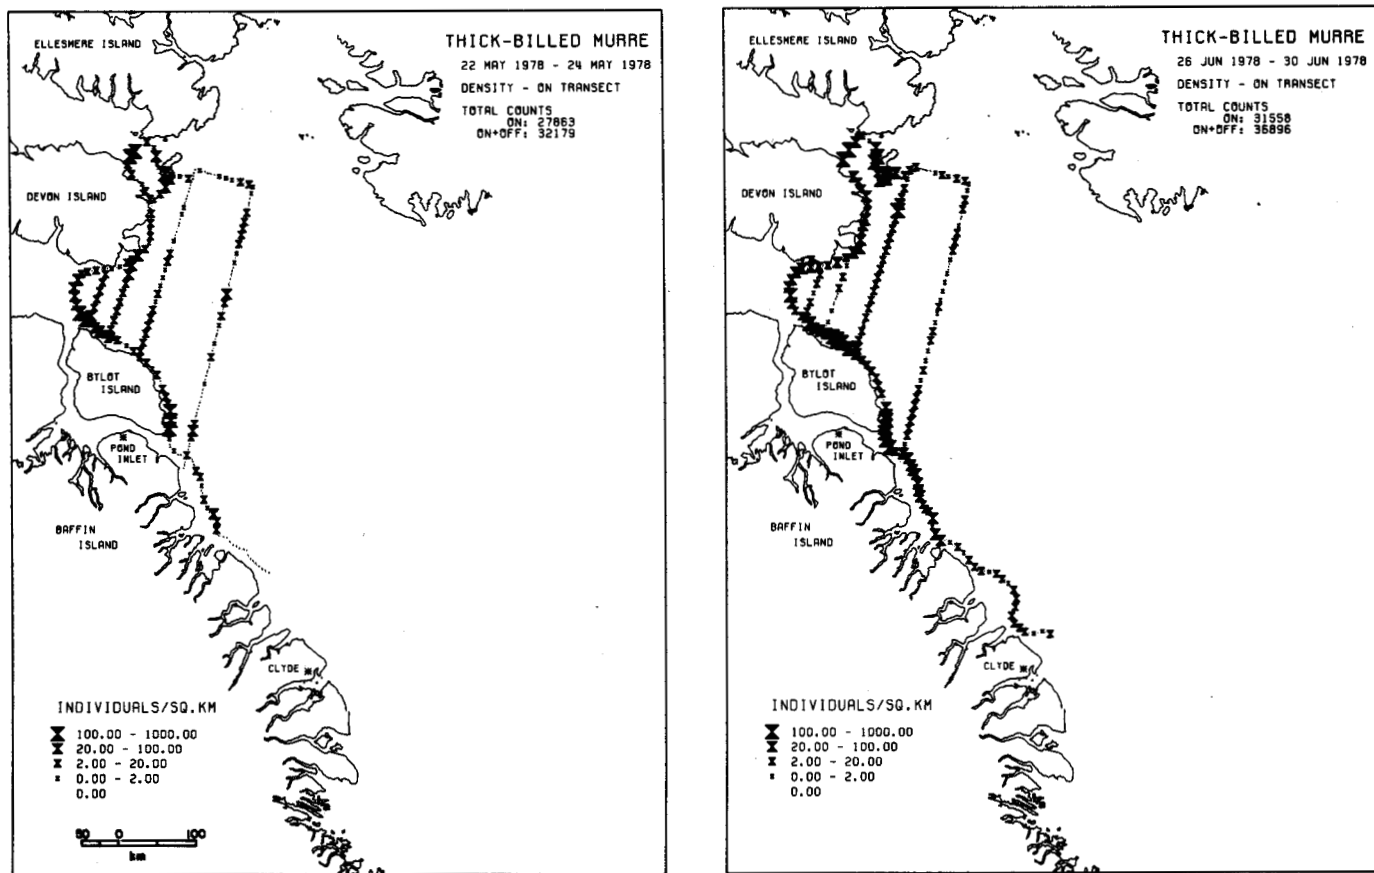 ELLESMERE ISLAND
THICK-BILLED MURRE
22 MAY 1978 - 24 MAY 1978
DENSITY - ON TRANSECT
TOTAL COUNTS
ON: 27863
ON+OFF: 32179
DEVON ISLAND
BYLOT
ISLAND
POND
INLET
BAFFIN
ISLAND
CLYDE
INDIVIDUALS/SQ.KM
100.00 - 1000.00
20.00 - 100.00
2.00 - 20.00
0.00 - 2.00
0.00
50 0 100
km
ELLESMERE ISLAND
THICK-BILLED MURRE
26 JUN 1978 - 30 JUN 1978
DENSITY - ON TRANSECT
TOTAL COUNTS
ON: 31558
ON+OFF: 36896
DEVON ISLAND
BYLOT
ISLAND
POND
INLET
BAFFIN
ISLAND
CLYDE
INDIVIDUALS/SQ.KM
100.00 - 1000.00
20.00 - 100.00
2.00 - 20.00
0.00 - 2.00
0.00